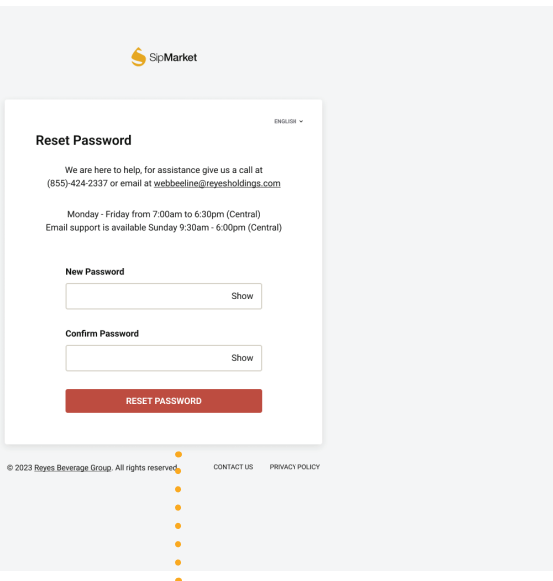 SipMarket
ENGLISH
Reset Password
We are here to help, for assistance give us a call at
(855)-424-2337 or email at webbeeline@reyesholdings.com
Monday - Friday from 7:00am to 6:30pm (Central)
Email support is available Sunday 9:30am - 6:00pm (Central)
New Password
Show
Confirm Password
Show
RESET PASSWORD
© 2023 Reyes Beverage Group. All rights reserved.
CONTACT US
PRIVACY POLICY